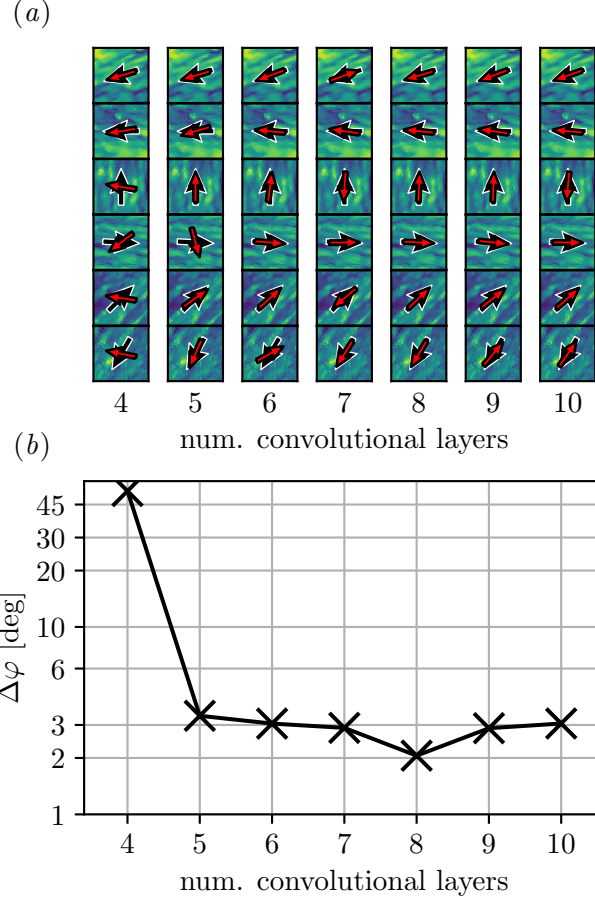 (a)
4 5 6 7 8 9 10
num. convolutional layers
(b)
45
30
20
10
6
3
2
1
Δφ [deg]
4 5 6 7 8 9 10
num. convolutional layers